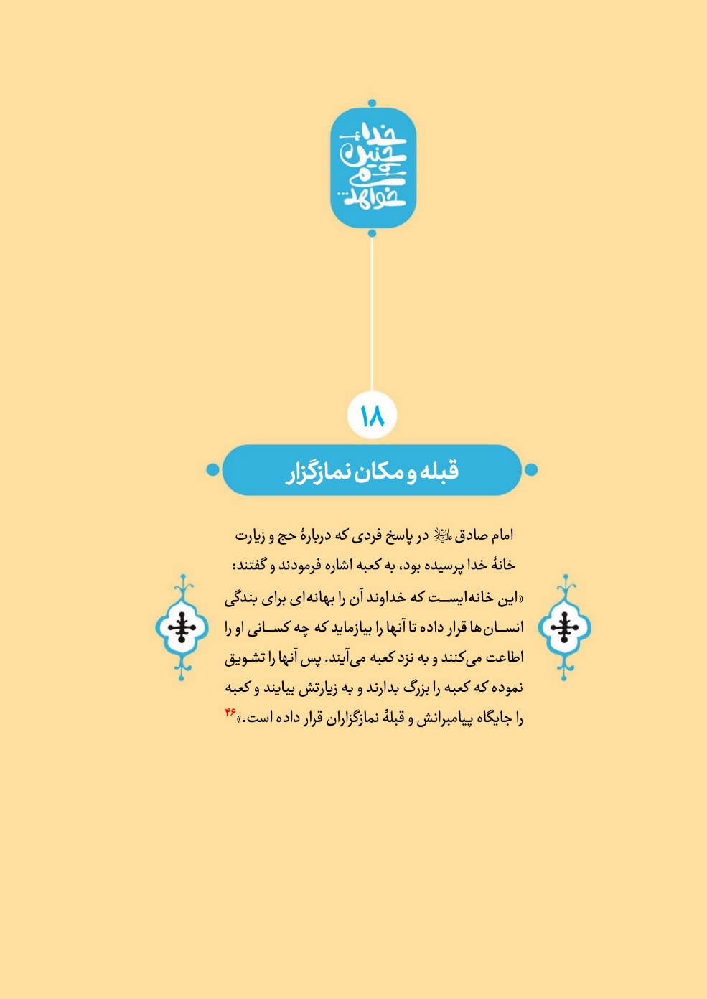 خدا
چنین
می
خواهد...
۱۸
قبله و مکان نمازگزار
امام صادق علیه‌السلام در پاسخ فردی که دربارهٔ حج و زیارت
خانهٔ خدا پرسیده بود، به کعبه اشاره فرمودند و گفتند:
«این خانه‌ایست که خداوند آن را بهانه‌ای برای بندگی
انسان‌ها قرار داده تا آنها را بیازماید که چه کسانی او را
اطاعت می‌کنند و به نزد کعبه می‌آیند. پس آنها را تشویق
نموده که کعبه را بزرگ بدارند و به زیارتش بیایند و کعبه
را جایگاه پیامبرانش و قبلهٔ نمازگزاران قرار داده است.»۴۶